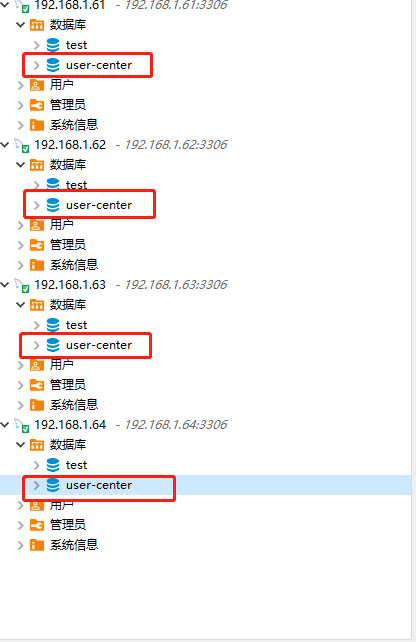 192.168.1.61 - 192.168.1.61:3306
数据库
test
user-center
用户
管理员
系统信息
192.168.1.62 - 192.168.1.62:3306
数据库
test
user-center
用户
管理员
系统信息
192.168.1.63 - 192.168.1.63:3306
数据库
test
user-center
用户
管理员
系统信息
192.168.1.64 - 192.168.1.64:3306
数据库
test
user-center
用户
管理员
系统信息